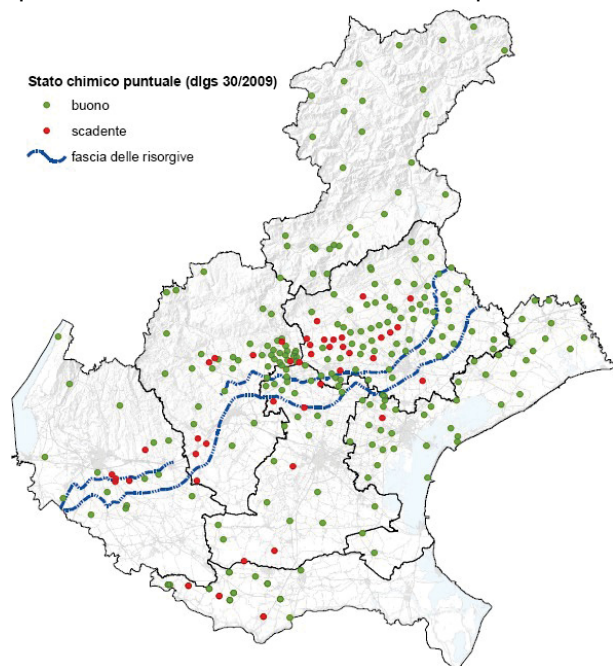 Stato chimico puntuale (dlgs 30/2009)
buono
scadente
fascia delle risorgive